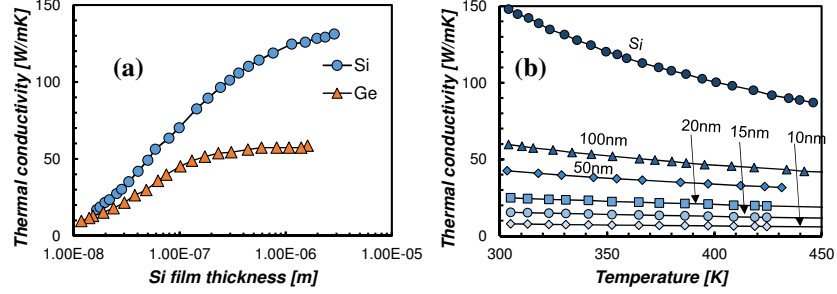 Thermal conductivity [W/mK]
150
100
50
0
(a)
Si
Ge
1.00E-08
1.00E-07
1.00E-06
1.00E-05
Si film thickness [m]
Thermal conductivity [W/mK]
150
100
50
0
(b)
Si
100nm
50nm
20nm
15nm
10nm
300
350
400
450
Temperature [K]